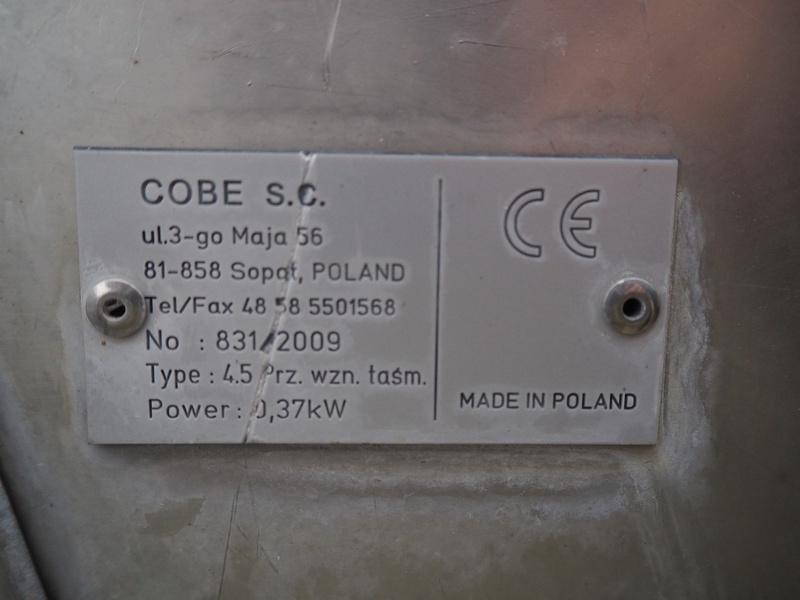 COBE S.C.
ul.3-go Maja 56
81-858 Sopot, POLAND
Tel/Fax 48 58 5501568
No : 831/2009
Type : 4.5 Prz. wzn. taśm.
Power : 0,37kW
CE
MADE IN POLAND